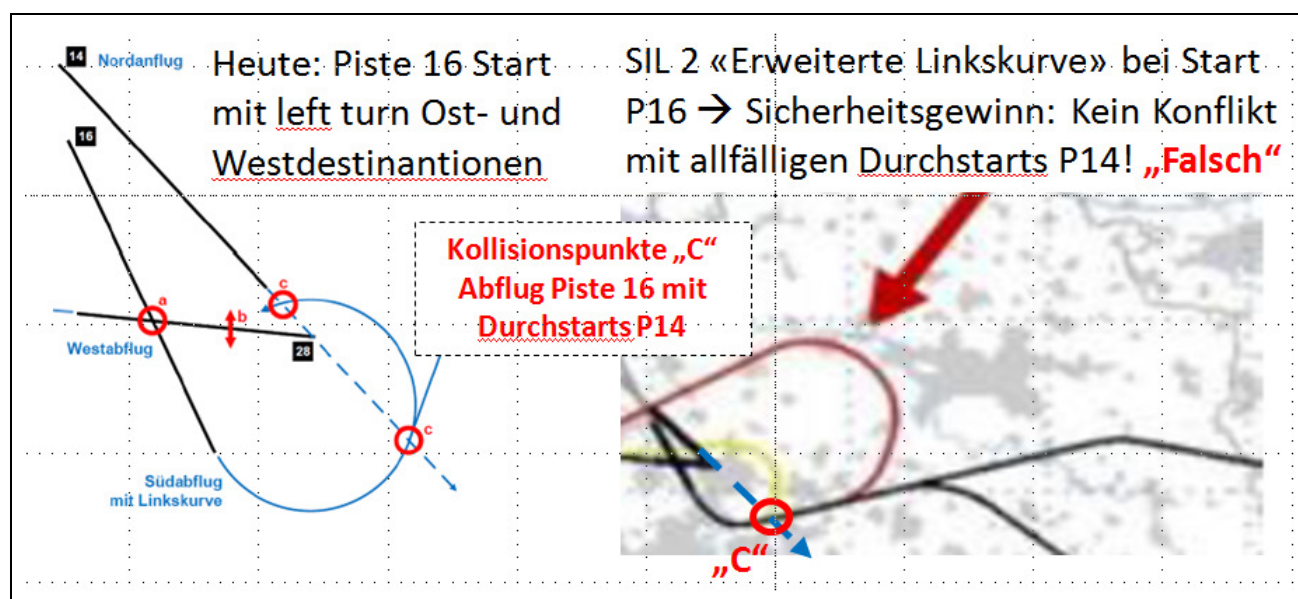 Heute: Piste 16 Start
mit left turn Ost- und
Westdestinantionen
SIL 2 «Erweiterte Linkskurve» bei Start
P16 → Sicherheitsgewinn: Kein Konflikt
mit allfälligen Durchstarts P14! „Falsch“
14 Nordanflug
16
a
b
c
28
Westabflug
c
Südabflug
mit Linkskurve
Kollisionspunkte „C“
Abflug Piste 16 mit
Durchstarts P14
„C“